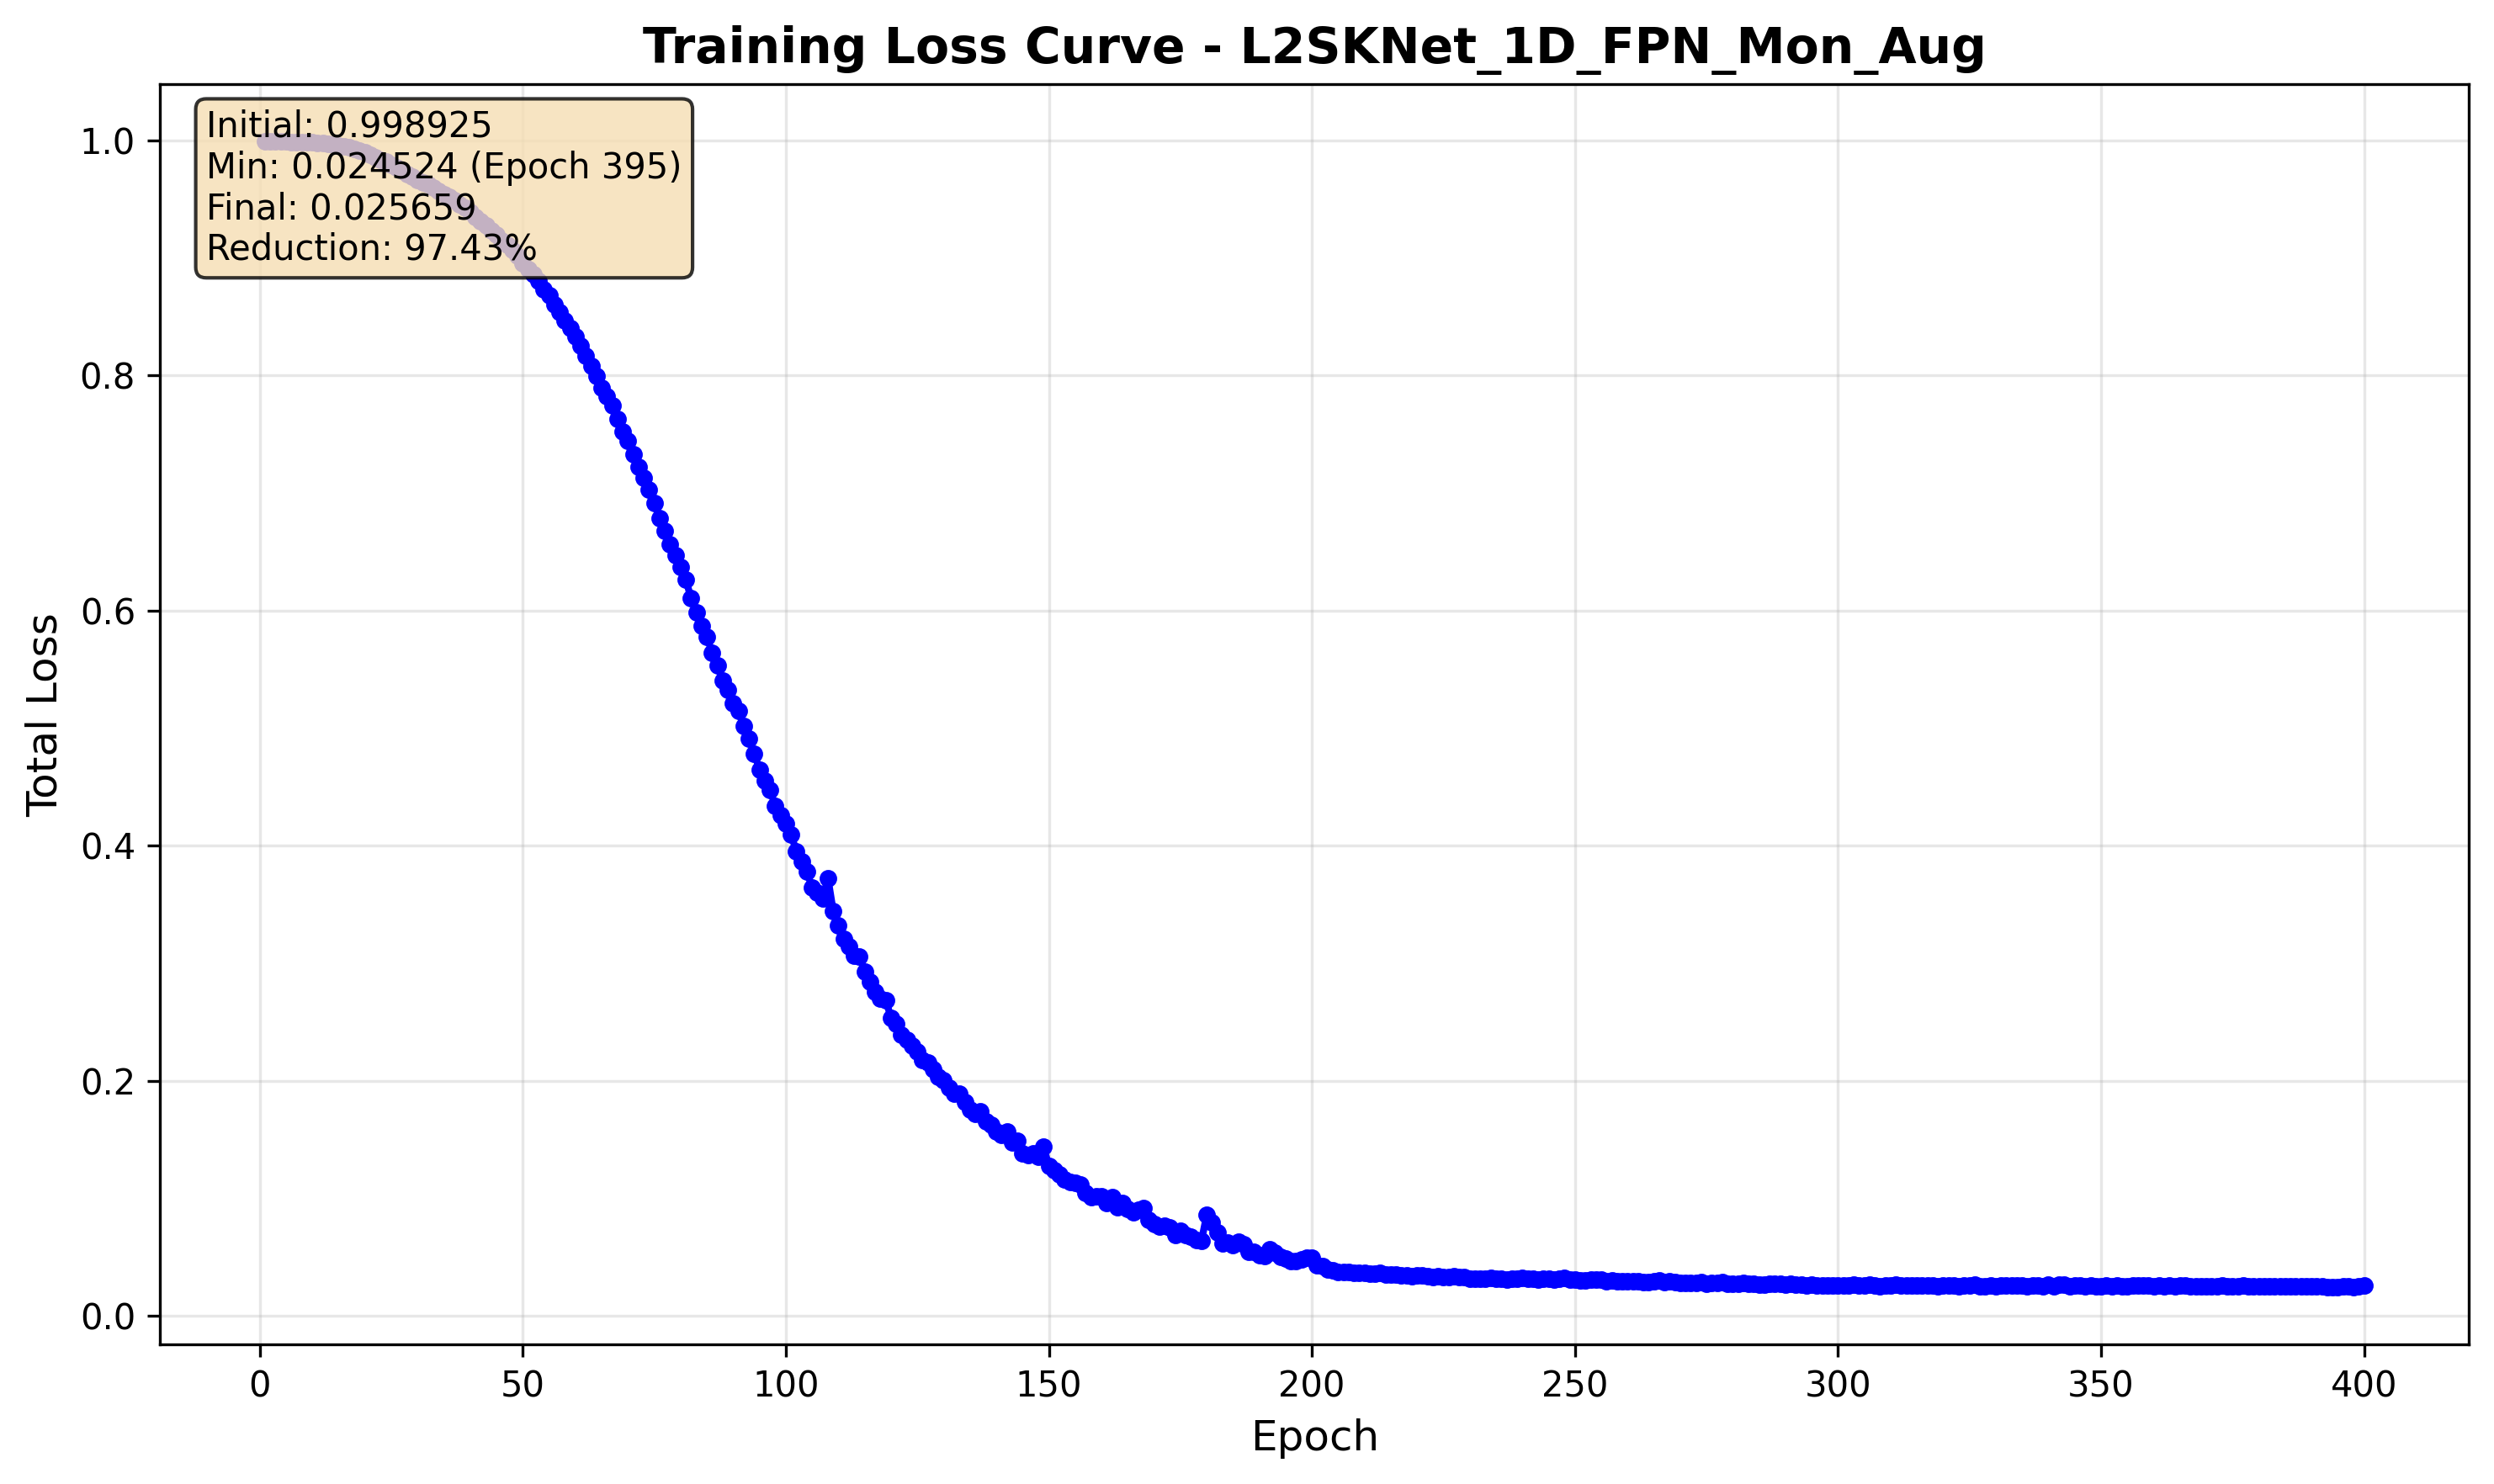 Training Loss Curve - L2SKNet_1D_FPN_Mon_Aug
Initial: 0.998925
Min: 0.024524 (Epoch 395)
Final: 0.025659
Reduction: 97.43%
Total Loss
1.0
0.8
0.6
0.4
0.2
0.0
0 50 100 150 200 250 300 350 400
Epoch